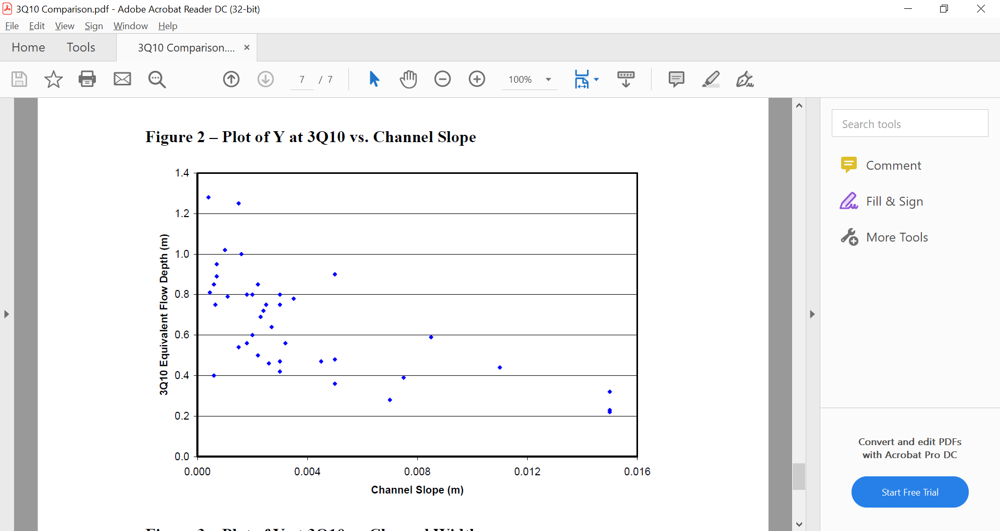 3Q10 Comparison.pdf - Adobe Acrobat Reader DC (32-bit)
File Edit View Sign Window Help
Home Tools 3Q10 Comparison.... ×
7 / 7 100%
Figure 2 – Plot of Y at 3Q10 vs. Channel Slope
1.4
1.2
1.0
0.8
0.6
0.4
0.2
0.0
3Q10 Equivalent Flow Depth (m)
0.000 0.004 0.008 0.012 0.016
Channel Slope (m)
Search tools
Comment
Fill & Sign
More Tools
Convert and edit PDFs
with Acrobat Pro DC
Start Free Trial